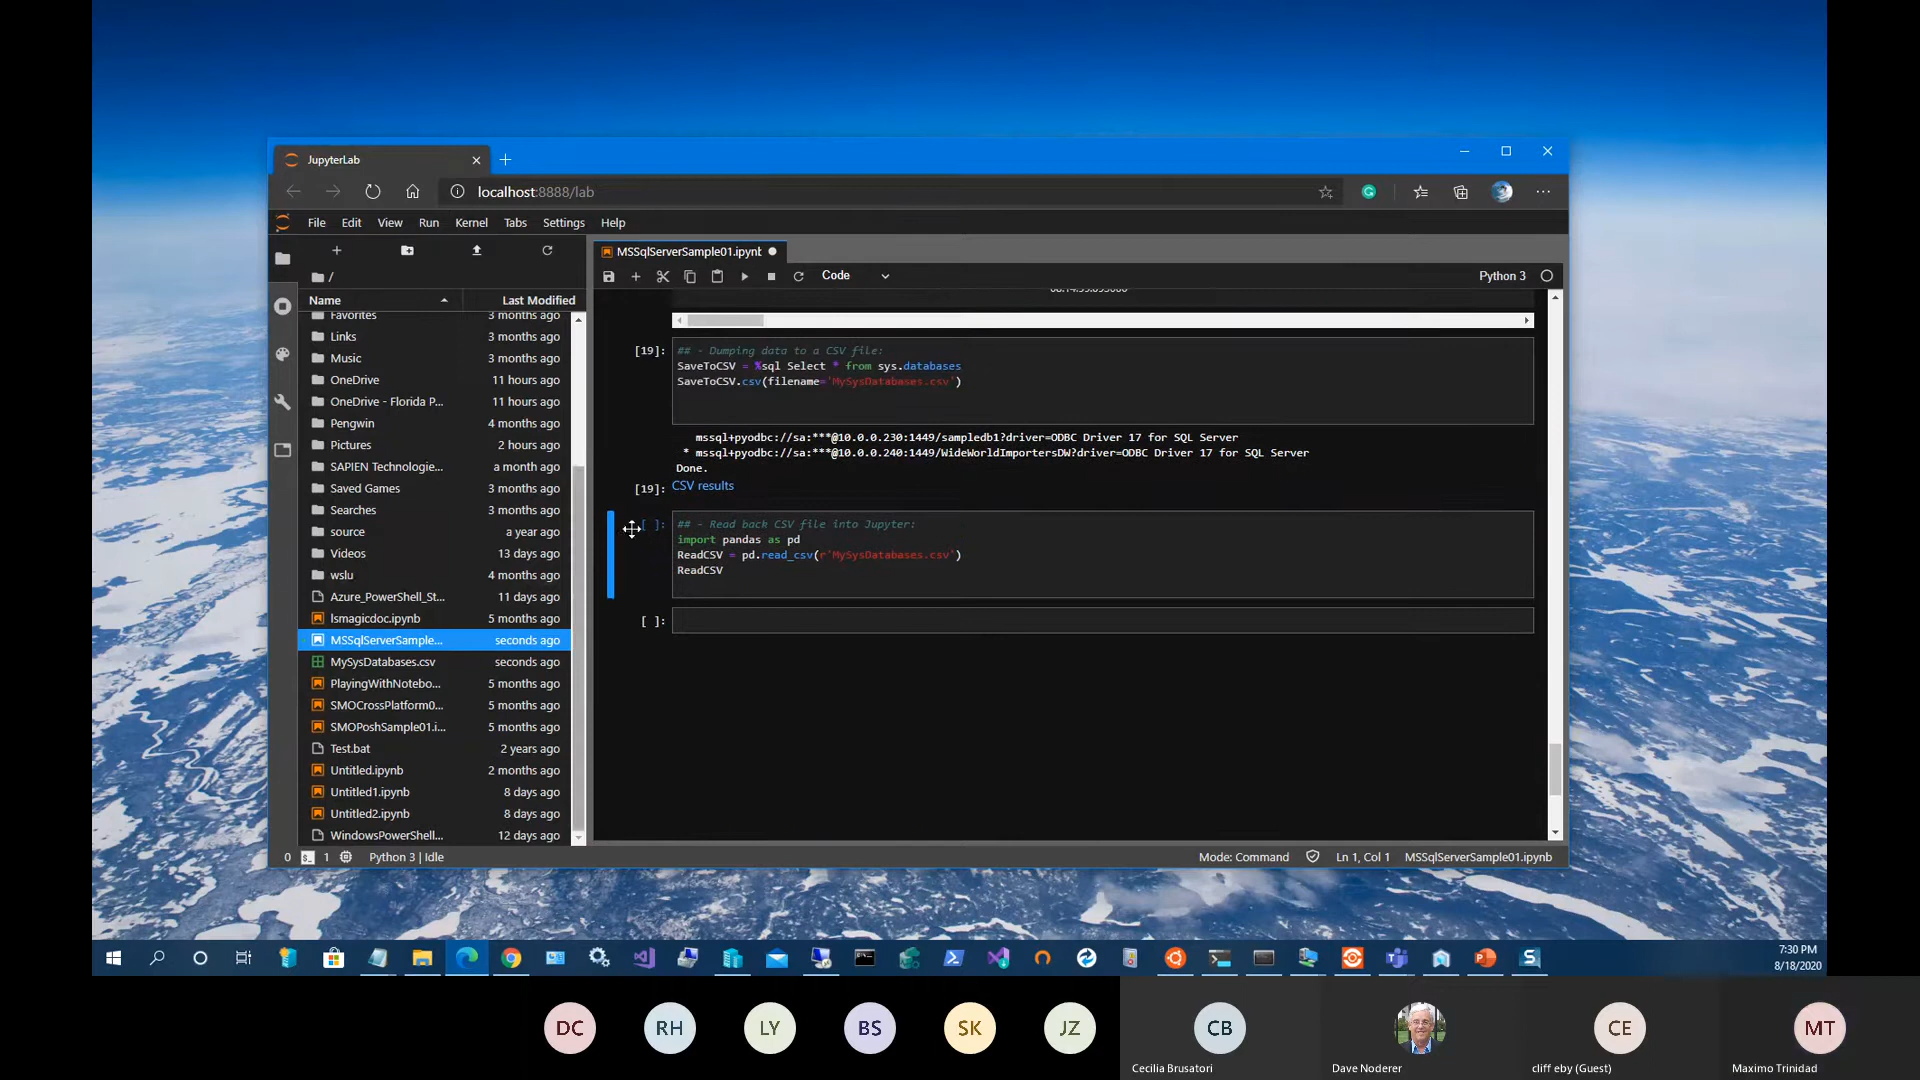 JupyterLab
localhost:8888/lab
File Edit View Run Kernel Tabs Settings Help
MSSqlServerSample01.ipynb
/
Code
Python 3
Name
Last Modified
Favorites 3 months ago
Links 3 months ago
Music 3 months ago
OneDrive 11 hours ago
OneDrive - Florida P... 11 hours ago
Pengwin 4 months ago
Pictures 2 hours ago
SAPIEN Technologie... a month ago
Saved Games 3 months ago
Searches 3 months ago
source a year ago
Videos 13 days ago
wslu 4 months ago
Azure_PowerShell_St... 11 days ago
lsmagicdoc.ipynb 5 months ago
MSSqlServerSample... seconds ago
MySysDatabases.csv seconds ago
PlayingWithNotebo... 5 months ago
SMOCrossPlatform0... 5 months ago
SMOPoshSample01.i... 5 months ago
Test.bat 2 years ago
Untitled.ipynb 2 months ago
Untitled1.ipynb 8 days ago
Untitled2.ipynb 8 days ago
WindowsPowerShell... 12 days ago
[19]: ## - Dumping data to a CSV file:
SaveToCSV = %sql Select * from sys.databases
SaveToCSV.csv(filename='MySysDatabases.csv')
mssql+pyodbc://sa:***@10.0.0.230:1449/sampledb1?driver=ODBC Driver 17 for SQL Server
* mssql+pyodbc://sa:***@10.0.0.240:1449/WideWorldImportersDW?driver=ODBC Driver 17 for SQL Server
Done.
[19]: CSV results
[ ]: ## - Read back CSV file into Jupyter:
import pandas as pd
ReadCSV = pd.read_csv(r'MySysDatabases.csv')
ReadCSV
[ ]:
0 1 Python 3 | Idle
Mode: Command Ln 1, Col 1 MSSqlServerSample01.ipynb
7:30 PM
8/18/2020
DC RH LY BS SK JZ CB CE MT
Cecilia Brusatori Dave Noderer cliff eby (Guest) Maximo Trinidad